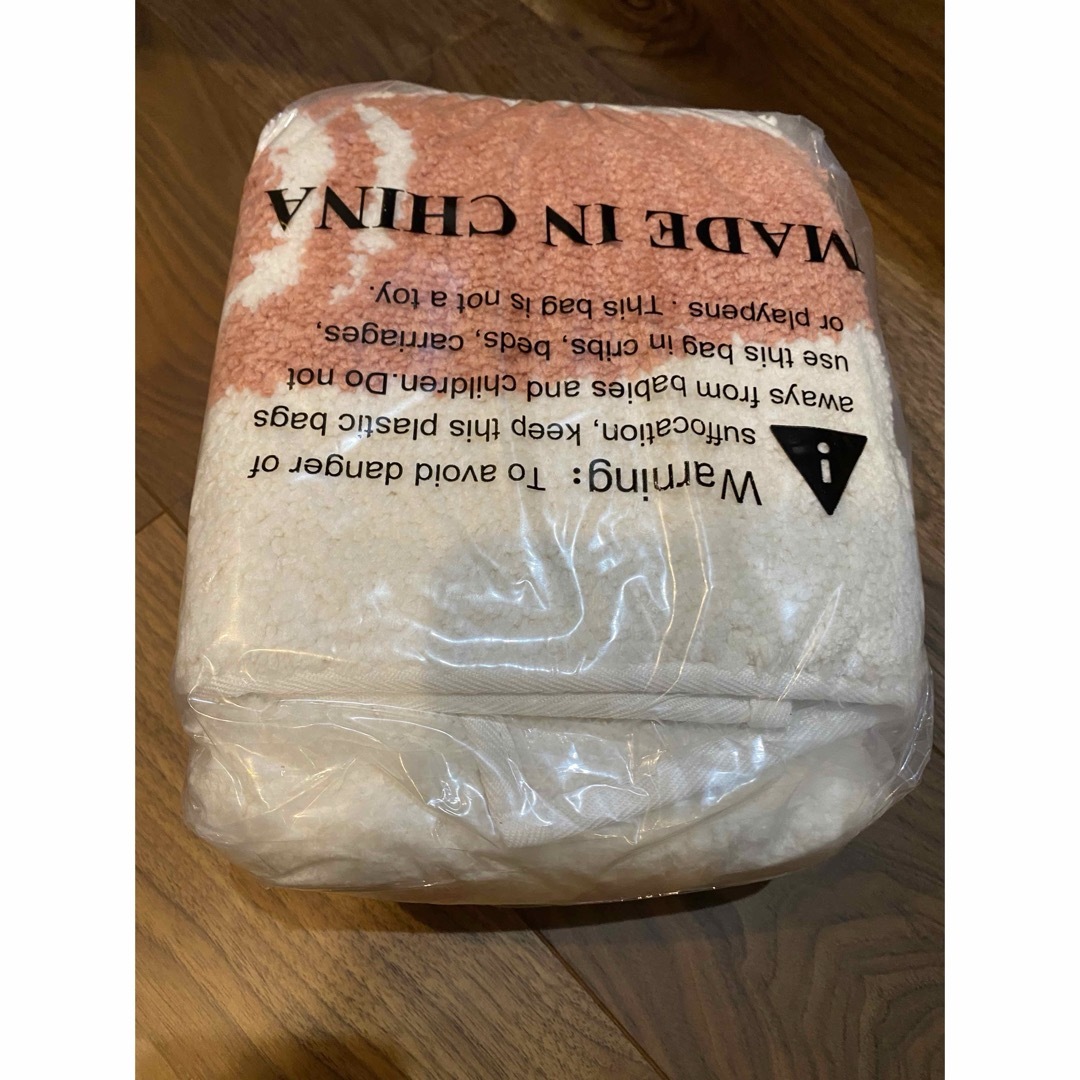 Warning: To avoid danger of
suffocation, keep this plastic bags
aways from babies and children.Do not
use this bag in cribs, beds, carriages,
or playpens . This bag is not a toy.
MADE IN CHINA